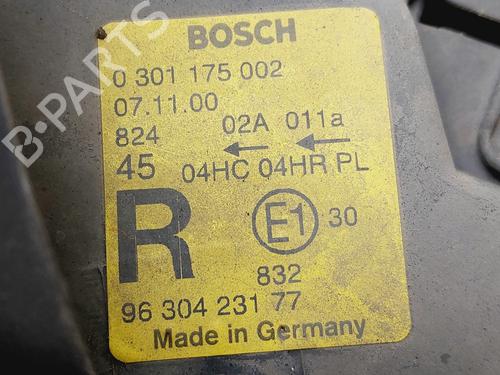 B-PARTS
BOSCH
0 301 175 002
07.11.00
824 02A 011a
45 ← ←
04HC 04HR PL
R E1 30
832
96 304 231 77
Made in Germany